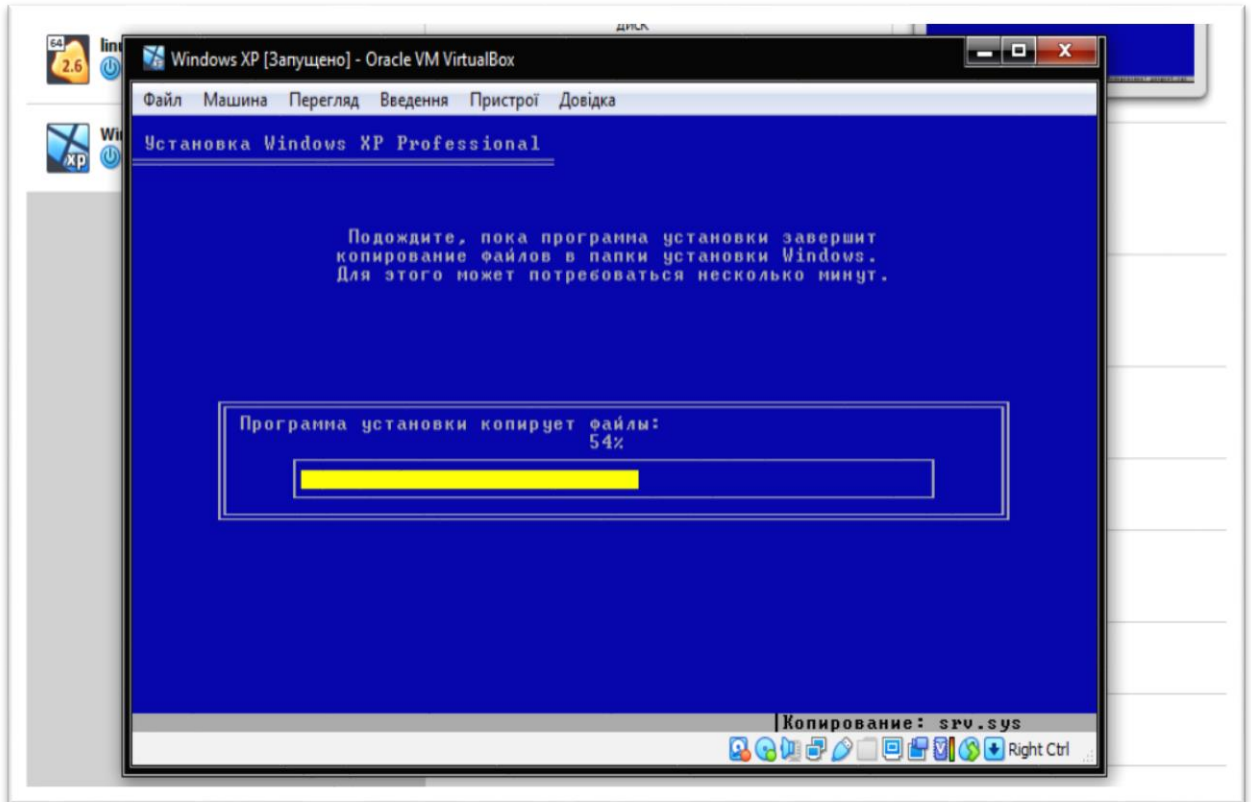 диск
64
2.6
Windows XP [Запущено] - Oracle VM VirtualBox
Файл Машина Перегляд Введення Пристрої Довідка
xp
Установка Windows XP Professional
Подождите, пока программа установки завершит
копирование файлов в папки установки Windows.
Для этого может потребоваться несколько минут.
Программа установки копирует файлы:
54%
Копирование: srv.sys
Right Ctrl